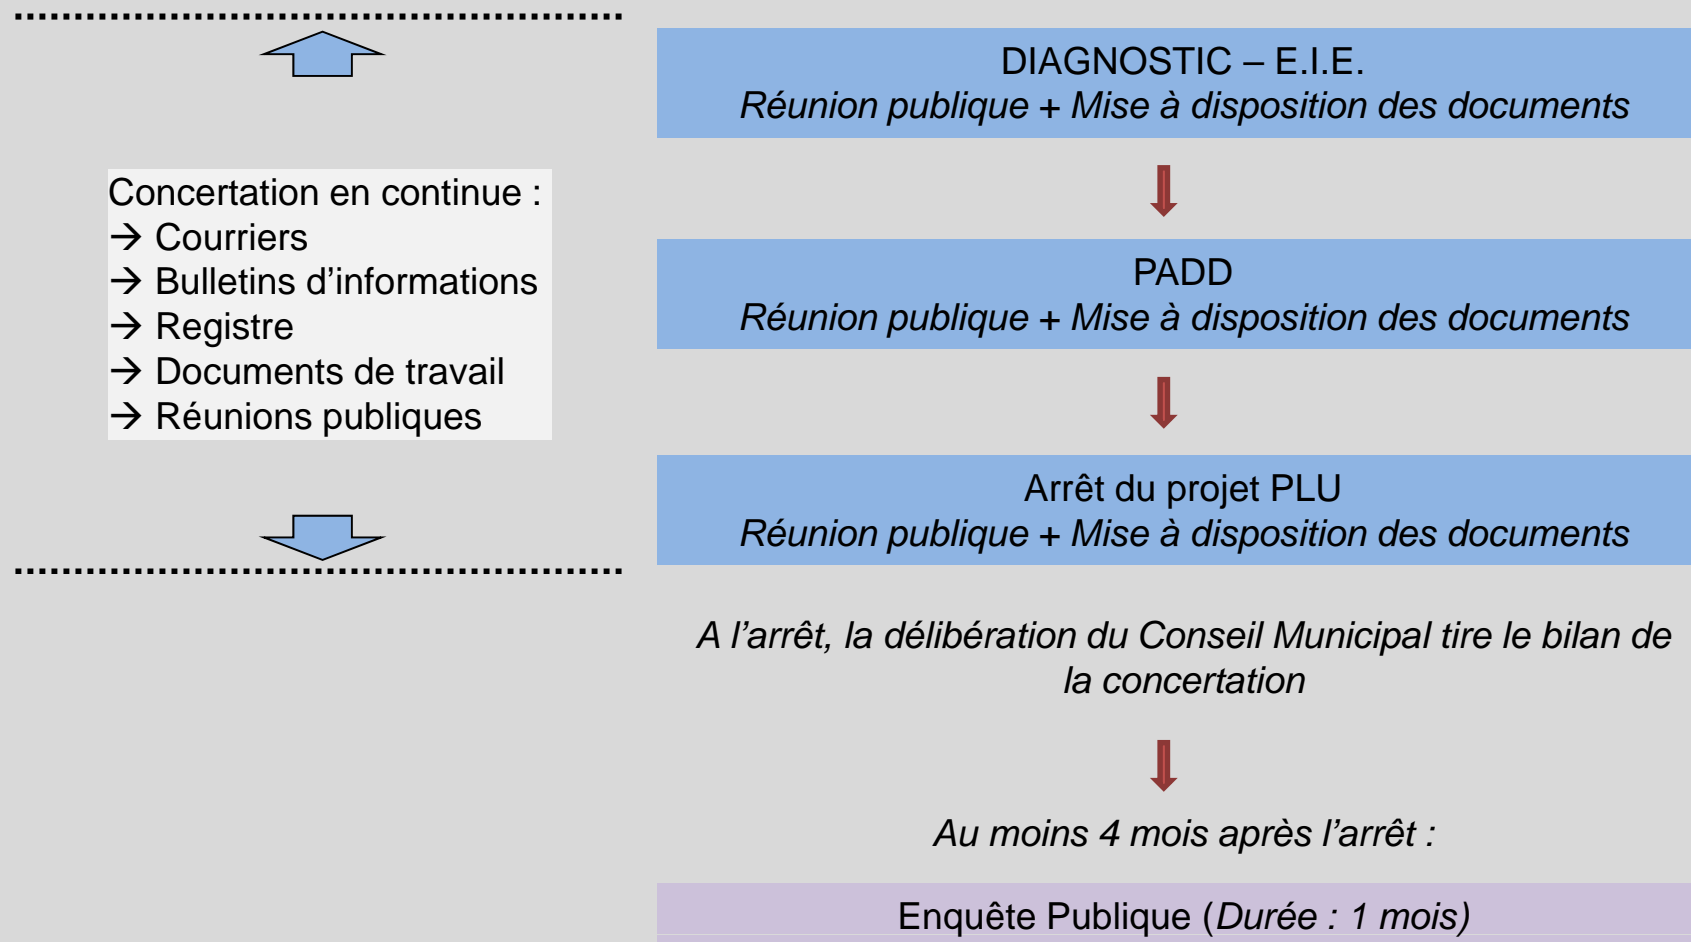 Concertation en continue :
→ Courriers
→ Bulletins d’informations
→ Registre
→ Documents de travail
→ Réunions publiques
DIAGNOSTIC – E.I.E.
Réunion publique + Mise à disposition des documents
PADD
Réunion publique + Mise à disposition des documents
Arrêt du projet PLU
Réunion publique + Mise à disposition des documents
A l’arrêt, la délibération du Conseil Municipal tire le bilan de
la concertation
Au moins 4 mois après l’arrêt :
Enquête Publique (Durée : 1 mois)